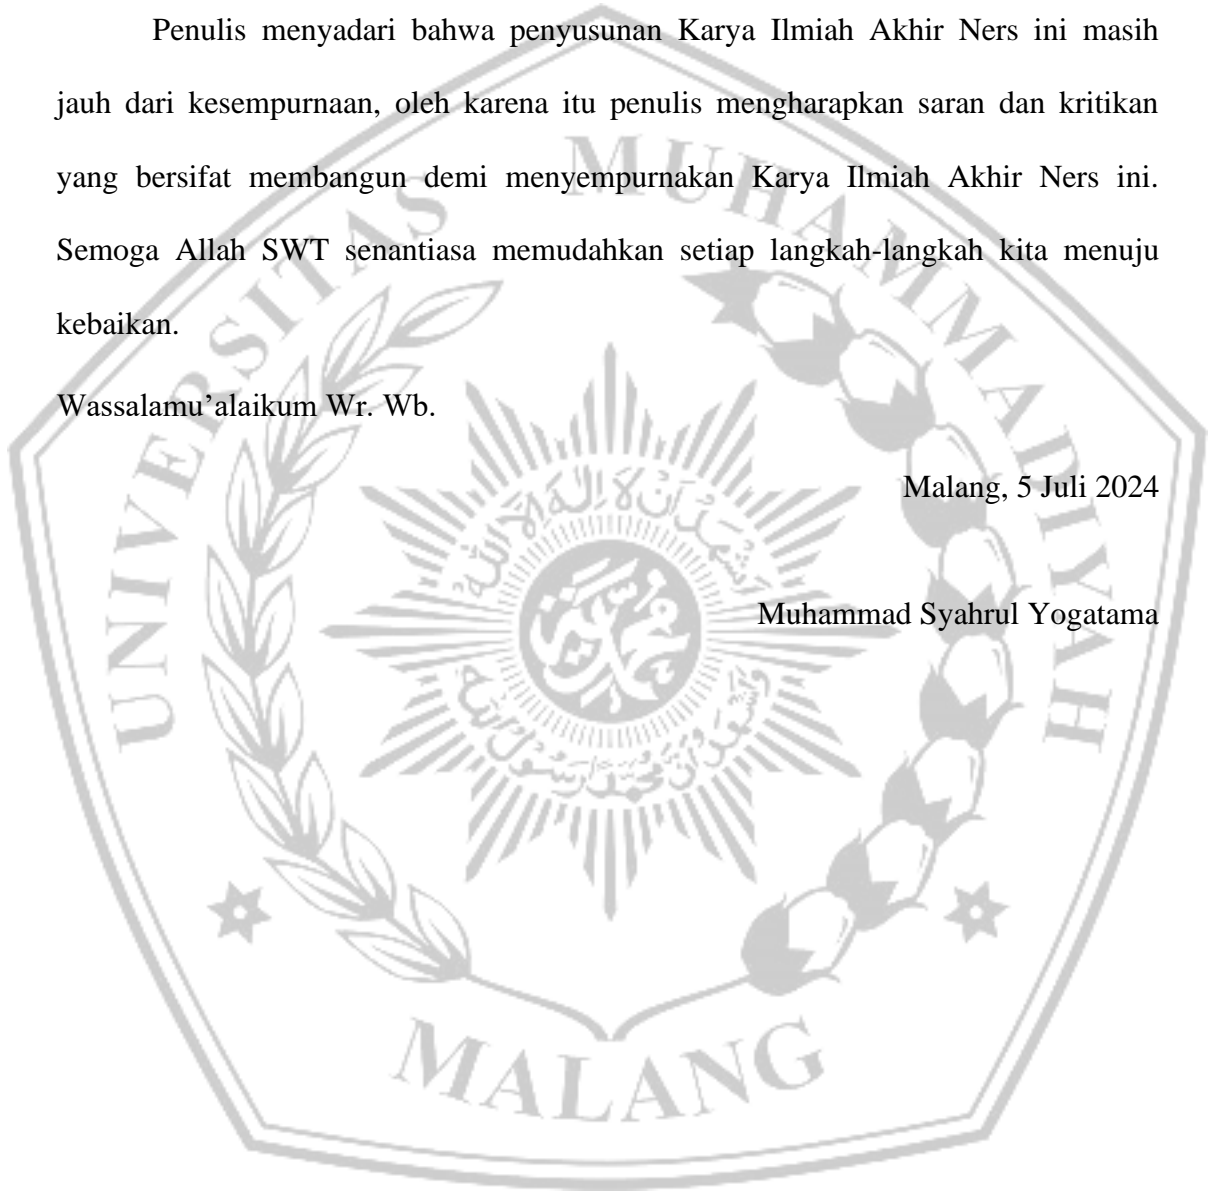 Penulis menyadari bahwa penyusunan Karya Ilmiah Akhir Ners ini masih
jauh dari kesempurnaan, oleh karena itu penulis mengharapkan saran dan kritikan
yang bersifat membangun demi menyempurnakan Karya Ilmiah Akhir Ners ini.
Semoga Allah SWT senantiasa memudahkan setiap langkah-langkah kita menuju
kebaikan.
Wassalamu’alaikum Wr. Wb.
Malang, 5 Juli 2024
Muhammad Syahrul Yogatama
UNIVERSITAS MUHAMMADIYAH
MALANG